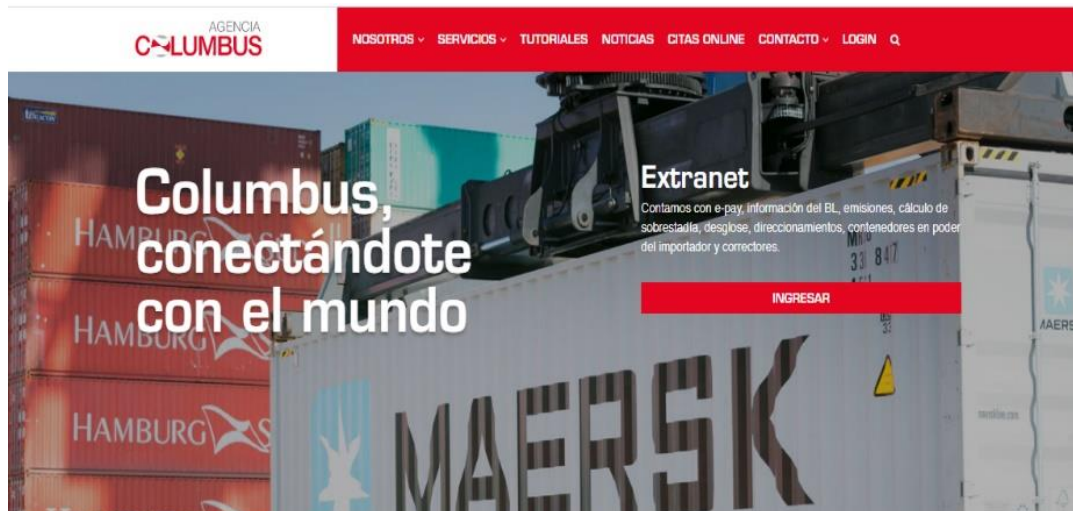 AGENCIA
COLUMBUS
NOSOTROS SERVICIOS TUTORIALES NOTICIAS CITAS ONLINE CONTACTO LOGIN
Columbus,
conectándote
con el mundo
Extranet
Contamos con e-pay, información del BL, emisiones, cálculo de
sobrestadía, desglose, direccionamientos, contenedores en poder
del importador y correctores.
INGRESAR
HAMBURG
HAMBURG
HAMBURG
MAERSK